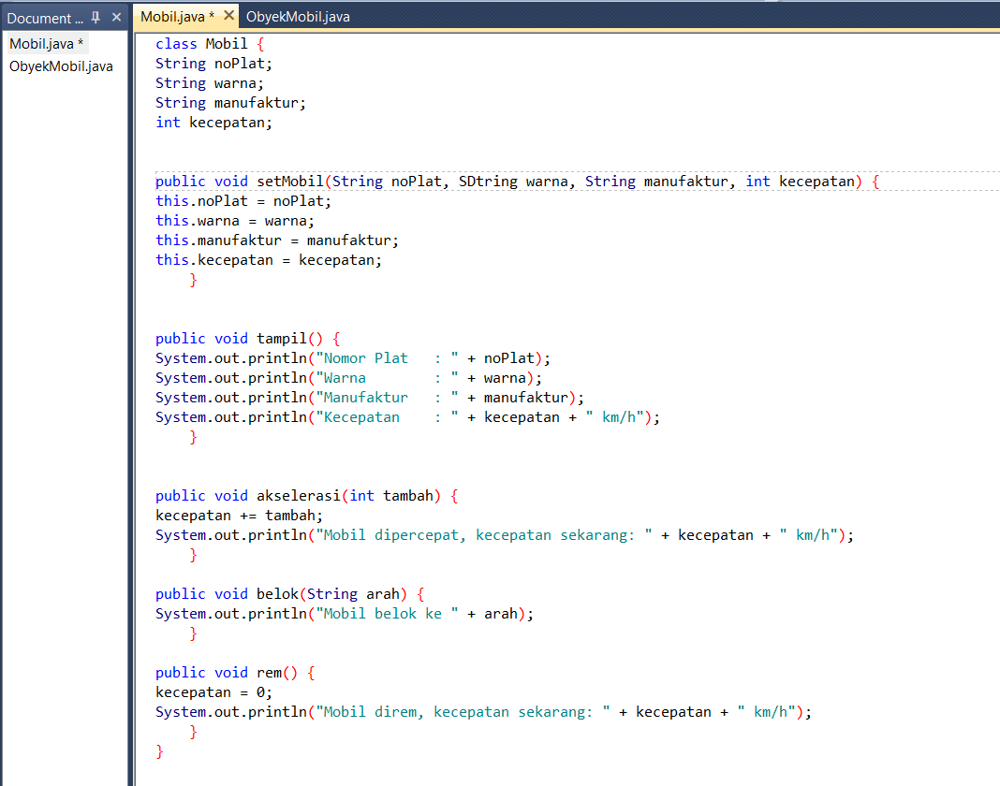 Document ...
Mobil.java *
ObyekMobil.java
Mobil.java *
ObyekMobil.java
class Mobil {
String noPlat;
String warna;
String manufaktur;
int kecepatan;
public void setMobil(String noPlat, SDtring warna, String manufaktur, int kecepatan) {
this.noPlat = noPlat;
this.warna = warna;
this.manufaktur = manufaktur;
this.kecepatan = kecepatan;
    }
public void tampil() {
System.out.println("Nomor Plat   : " + noPlat);
System.out.println("Warna        : " + warna);
System.out.println("Manufaktur   : " + manufaktur);
System.out.println("Kecepatan    : " + kecepatan + " km/h");
    }
public void akselerasi(int tambah) {
kecepatan += tambah;
System.out.println("Mobil dipercepat, kecepatan sekarang: " + kecepatan + " km/h");
    }
public void belok(String arah) {
System.out.println("Mobil belok ke " + arah);
    }
public void rem() {
kecepatan = 0;
System.out.println("Mobil direm, kecepatan sekarang: " + kecepatan + " km/h");
    }
}